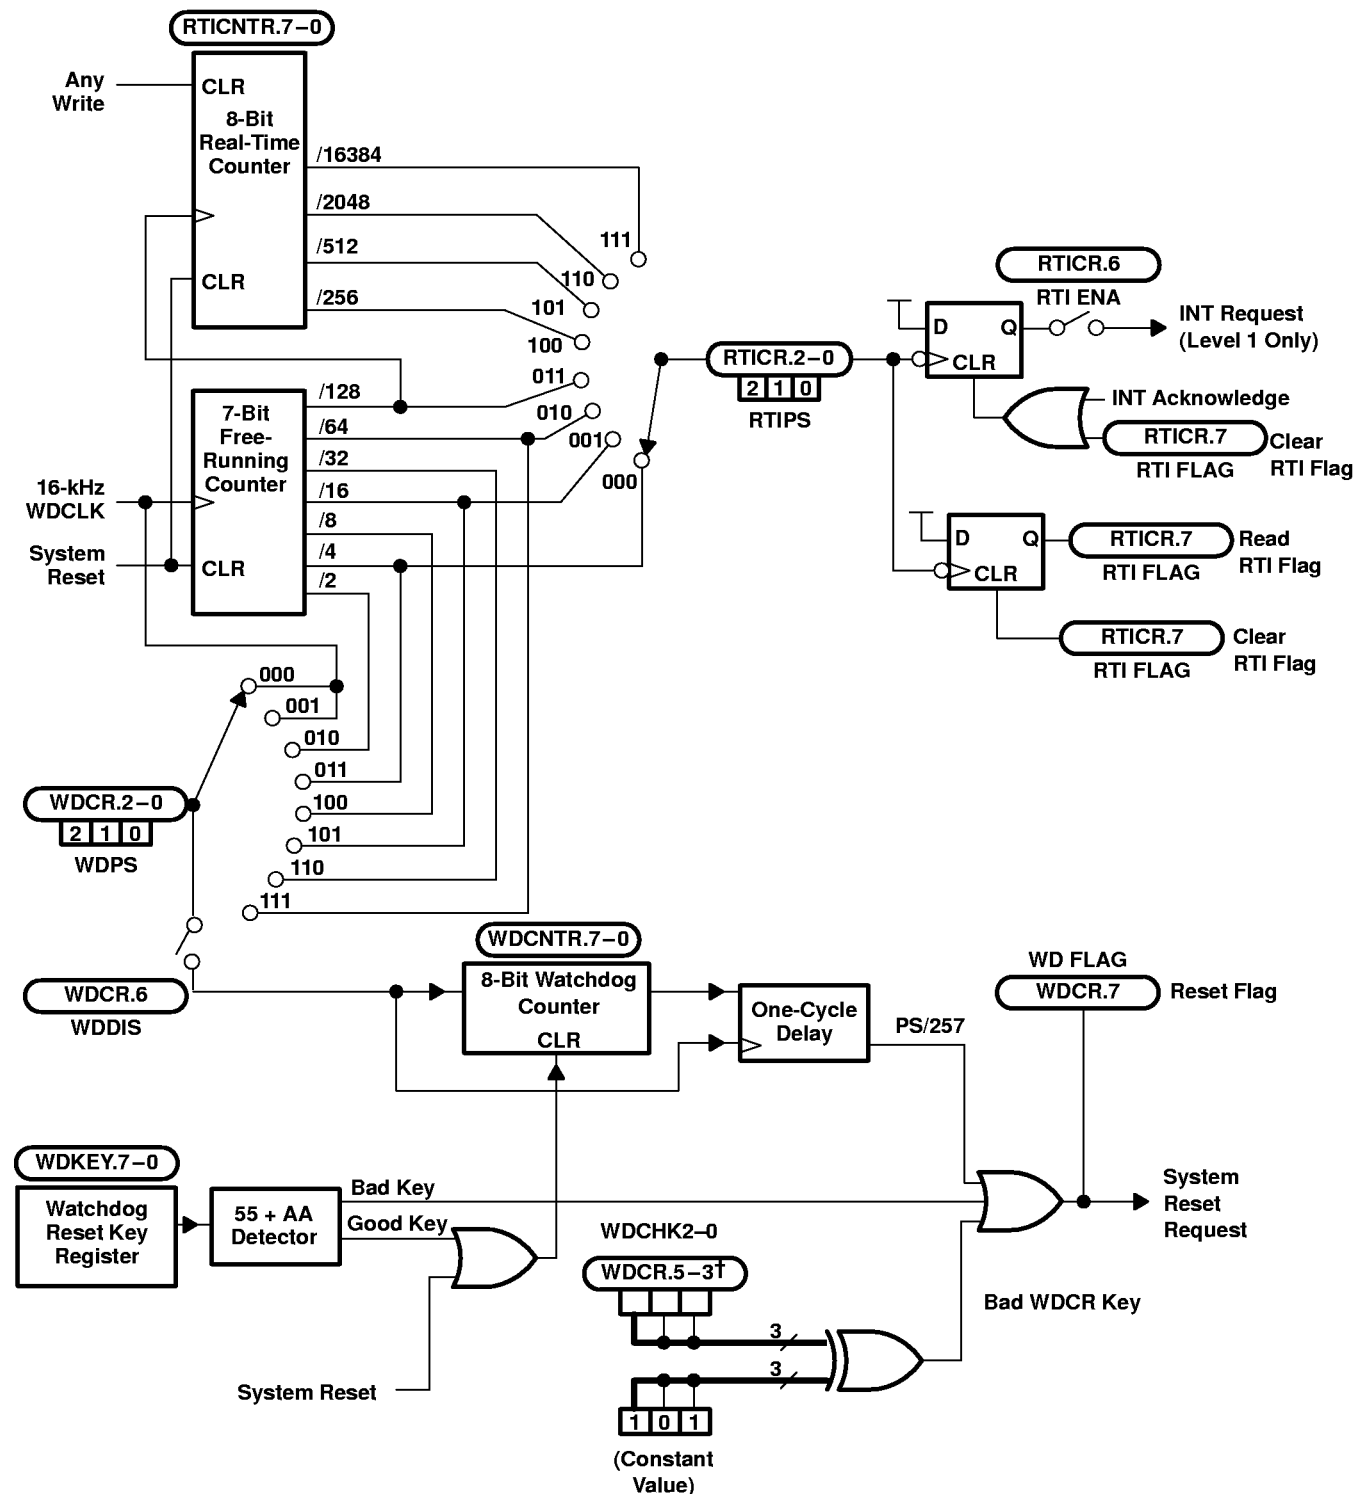 RTICNTR.7–0
Any
Write
CLR
8-Bit
Real-Time
Counter
/16384
/2048
/512
/256
CLR
111
110
101
100
011
010
001
000
7-Bit
Free-
Running
Counter
/128
/64
/32
/16
/8
/4
/2
16-kHz
WDCLK
System
Reset
CLR
RTICR.2–0
2 1 0
RTIPS
RTICR.6
RTI ENA
D Q
CLR
INT Request
(Level 1 Only)
INT Acknowledge
RTICR.7
RTI FLAG
Clear
RTI Flag
D Q
CLR
RTICR.7
RTI FLAG
Read
RTI Flag
RTICR.7
RTI FLAG
Clear
RTI Flag
000
001
010
011
100
101
110
111
WDCR.2–0
2 1 0
WDPS
WDCR.6
WDDIS
WDCNTR.7–0
8-Bit Watchdog
Counter
CLR
One-Cycle
Delay
PS/257
WD FLAG
WDCR.7
Reset Flag
WDKEY.7–0
Watchdog
Reset Key
Register
55 + AA
Detector
Bad Key
Good Key
System
Reset
Request
WDCHK2–0
WDCR.5–3†
Bad WDCR Key
3
3
System Reset
1 0 1
(Constant
Value)